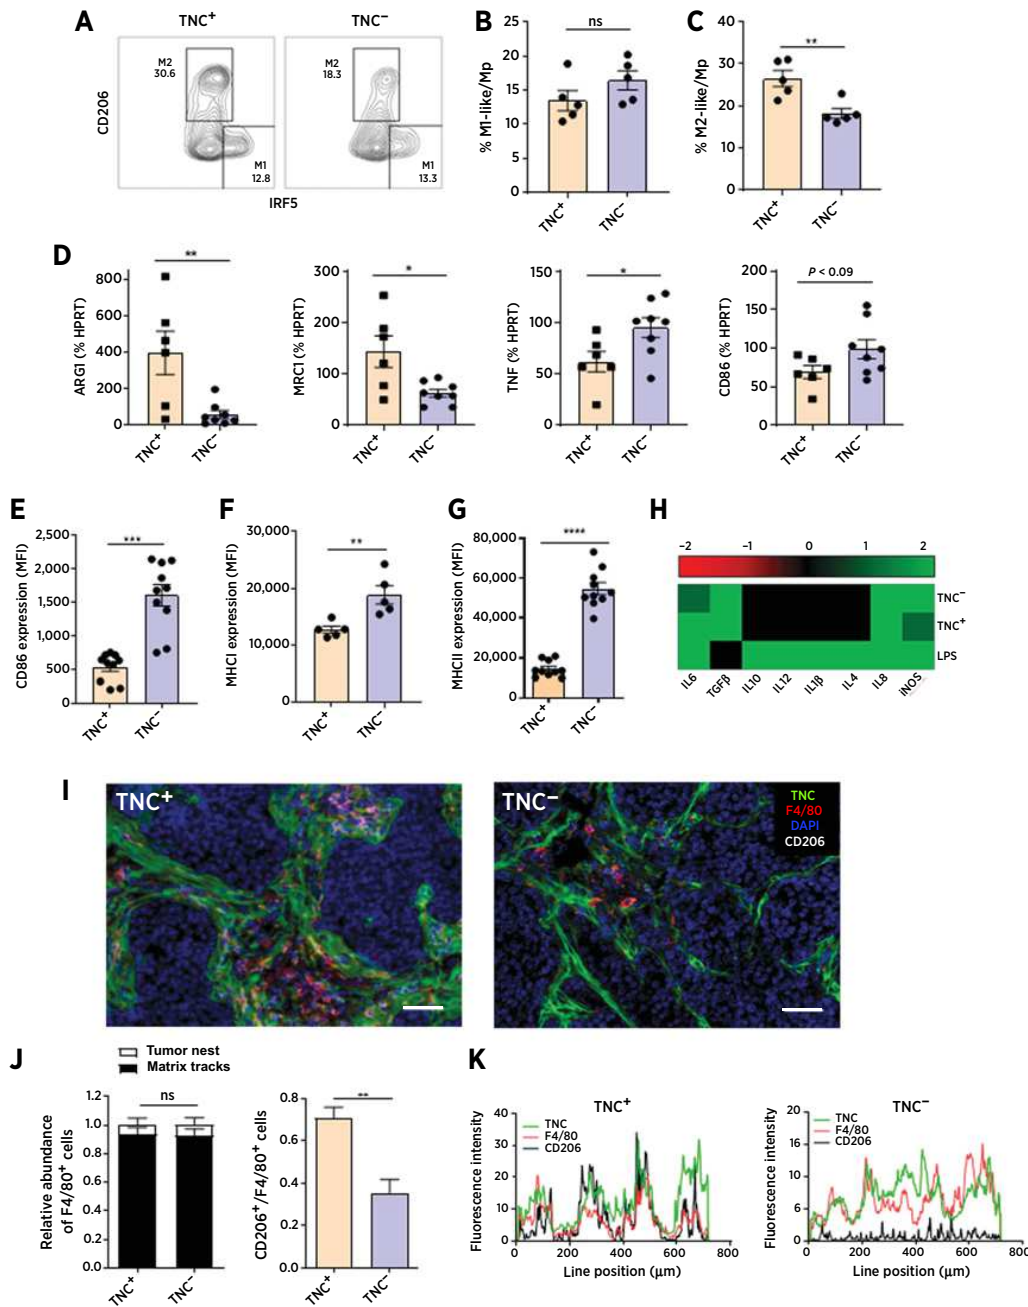 A
TNC+
TNC−
M2
30.6
M1
12.8
M2
18.3
M1
13.3
CD206
IRF5
B
% M1-like/Mp
25
20
15
10
5
0
ns
TNC+
TNC−
C
% M2-like/Mp
40
30
20
10
0
**
TNC+
TNC−
D
ARG1 (% HPRT)
800
600
400
200
0
**
TNC+
TNC−
MRC1 (% HPRT)
300
200
100
0
*
TNC+
TNC−
TNF (% HPRT)
150
100
50
0
*
TNC+
TNC−
CD86 (% HPRT)
200
150
100
50
0
P < 0.09
TNC+
TNC−
E
CD86 expression (MFI)
2,500
2,000
1,500
1,000
500
0
***
TNC+
TNC−
F
MHCI expression (MFI)
30,000
20,000
10,000
0
**
TNC+
TNC−
G
MHCII expression (MFI)
80,000
60,000
40,000
20,000
0
****
TNC+
TNC−
H
−2 −1 0 1 2
TNC−
TNC+
LPS
IL6 TGFβ IL10 IL12 IL1β IL4 IL8 iNOS
I
TNC+
TNC−
TNC
F4/80
DAPI
CD206
J
Tumor nest
Matrix tracks
Relative abundance
of F4/80+ cells
1.2
1.0
0.8
0.6
0.4
0.2
0.0
ns
TNC+
TNC−
CD206+/F4/80+ cells
0.8
0.6
0.4
0.2
0.0
**
TNC+
TNC−
K
TNC+
TNC
F4/80
CD206
Fluorescence intensity
40
30
20
10
0
0 200 400 600 800
Line position (μm)
TNC−
TNC
F4/80
CD206
Fluorescence intensity
20
16
12
6
0
0 200 400 600 800
Line position (μm)